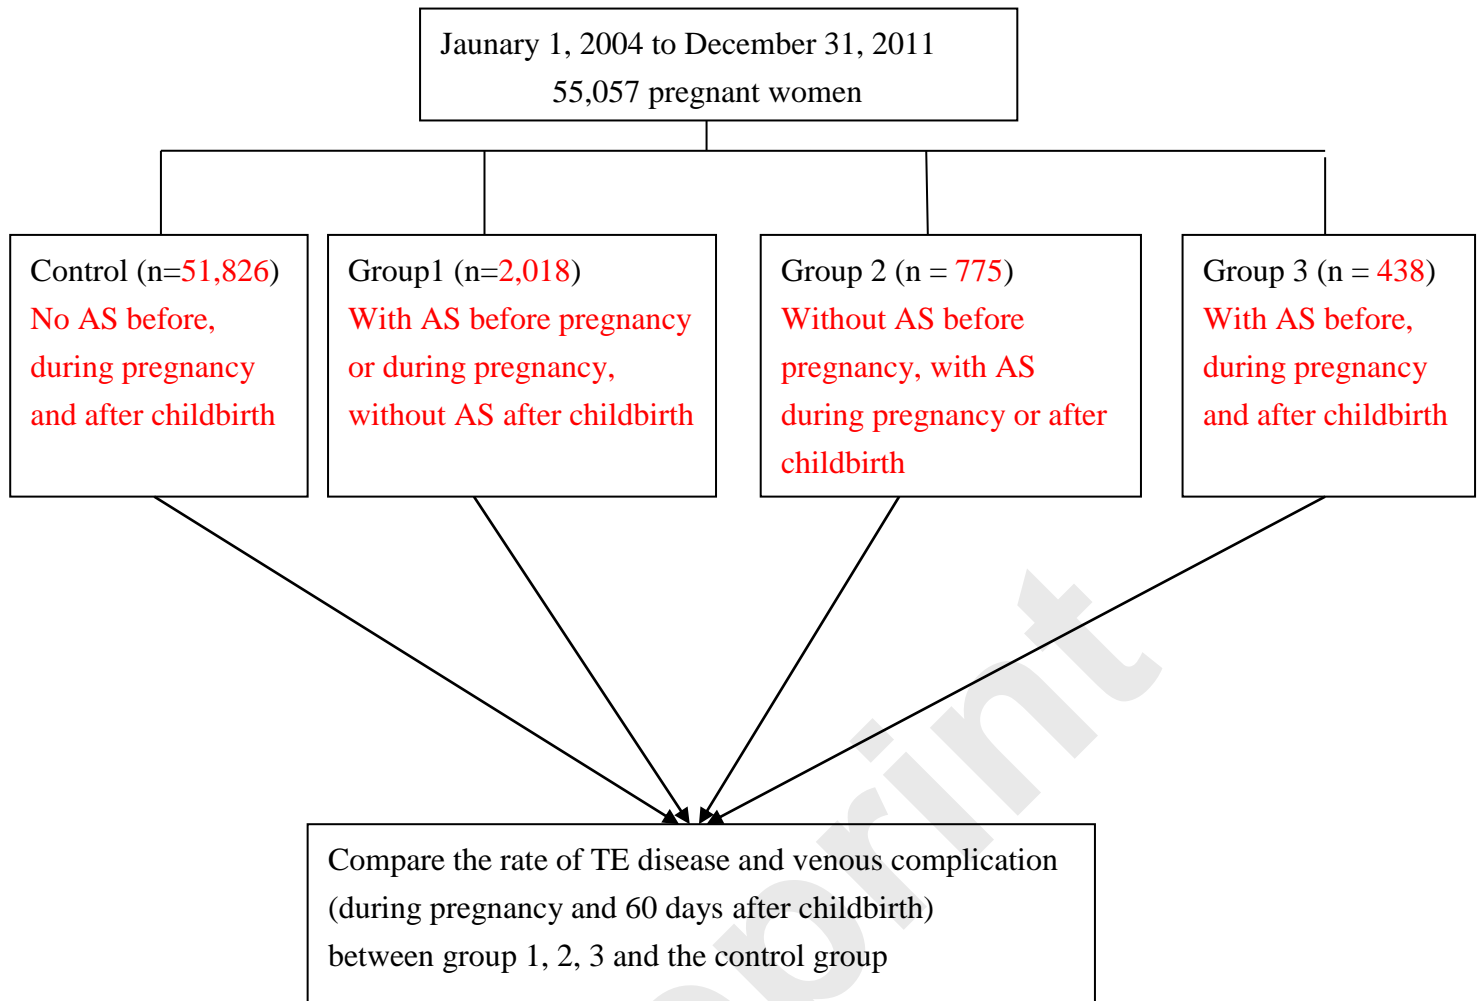 Jaunary 1, 2004 to December 31, 2011
55,057 pregnant women
Control (n=51,826)
No AS before,
during pregnancy
and after childbirth
Group1 (n=2,018)
With AS before pregnancy
or during pregnancy,
without AS after childbirth
Group 2 (n = 775)
Without AS before
pregnancy, with AS
during pregnancy or after
childbirth
Group 3 (n = 438)
With AS before,
during pregnancy
and after childbirth
Compare the rate of TE disease and venous complication
(during pregnancy and 60 days after childbirth)
between group 1, 2, 3 and the control group
print